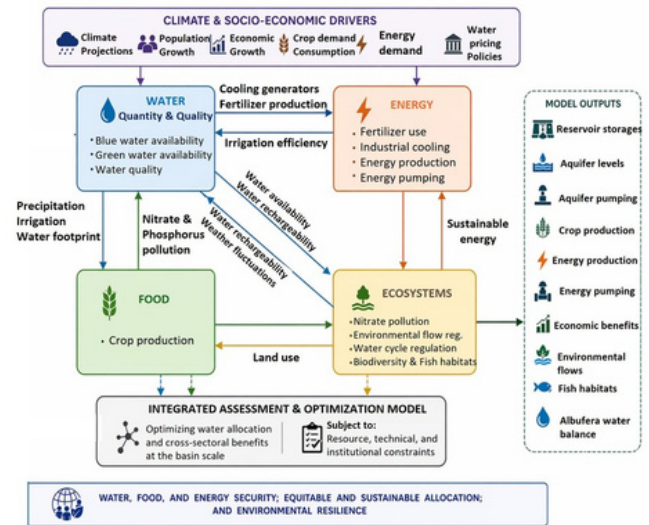 CLIMATE & SOCIO-ECONOMIC DRIVERS
Climate
Projections
Population
Growth
Economic
Growth
Crop demand
Consumption
Energy
demand
Water
pricing
Policies
WATER
Quantity & Quality
• Blue water availability
• Green water availability
• Water quality
Cooling generators
Fertilizer production
Irrigation efficiency
ENERGY
• Fertilizer use
• Industrial cooling
• Energy production
• Energy pumping
Precipitation
Irrigation
Water footprint
Nitrate &
Phosphorus
pollution
Water availability
Water rechargeability
Water rechargeability
Weather fluctuations
Sustainable
energy
FOOD
• Crop production
Land use
ECOSYSTEMS
• Nitrate pollution
• Environmental flow reg.
• Water cycle regulation
• Biodiversity & Fish habitats
MODEL OUTPUTS
Reservoir storages
Aquifer levels
Aquifer pumping
Crop production
Energy production
Energy pumping
Economic benefits
Environmental
flows
Fish habitats
Albufera water
balance
INTEGRATED ASSESSMENT & OPTIMIZATION MODEL
Optimizing water allocation
and cross-sectoral benefits
at the basin scale
Subject to:
Resource, technical, and
institutional constraints
WATER, FOOD, AND ENERGY SECURITY; EQUITABLE AND SUSTAINABLE ALLOCATION;
AND ENVIRONMENTAL RESILIENCE